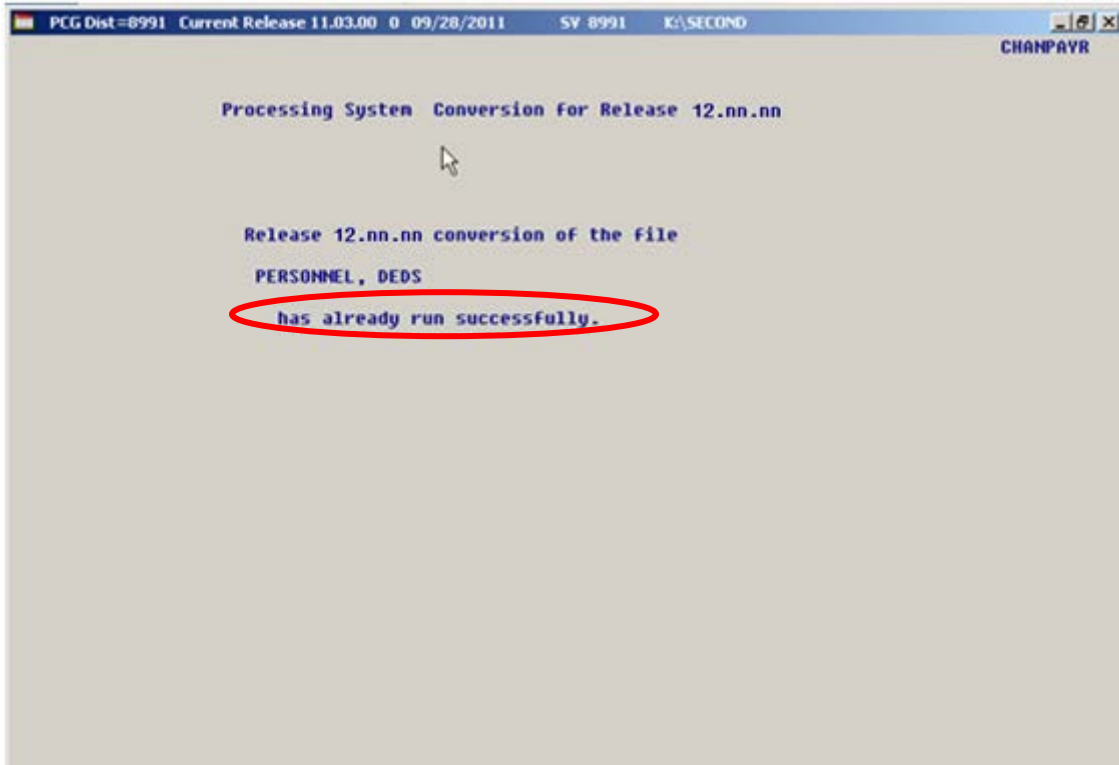 PCG Dist=8991 Current Release 11.03.00 0 09/28/2011 SV 8991 K:\SECOND
CHANPAYR
Processing System Conversion for Release 12.nn.nn
Release 12.nn.nn conversion of the file
PERSONNEL, DEDS
has already run successfully.